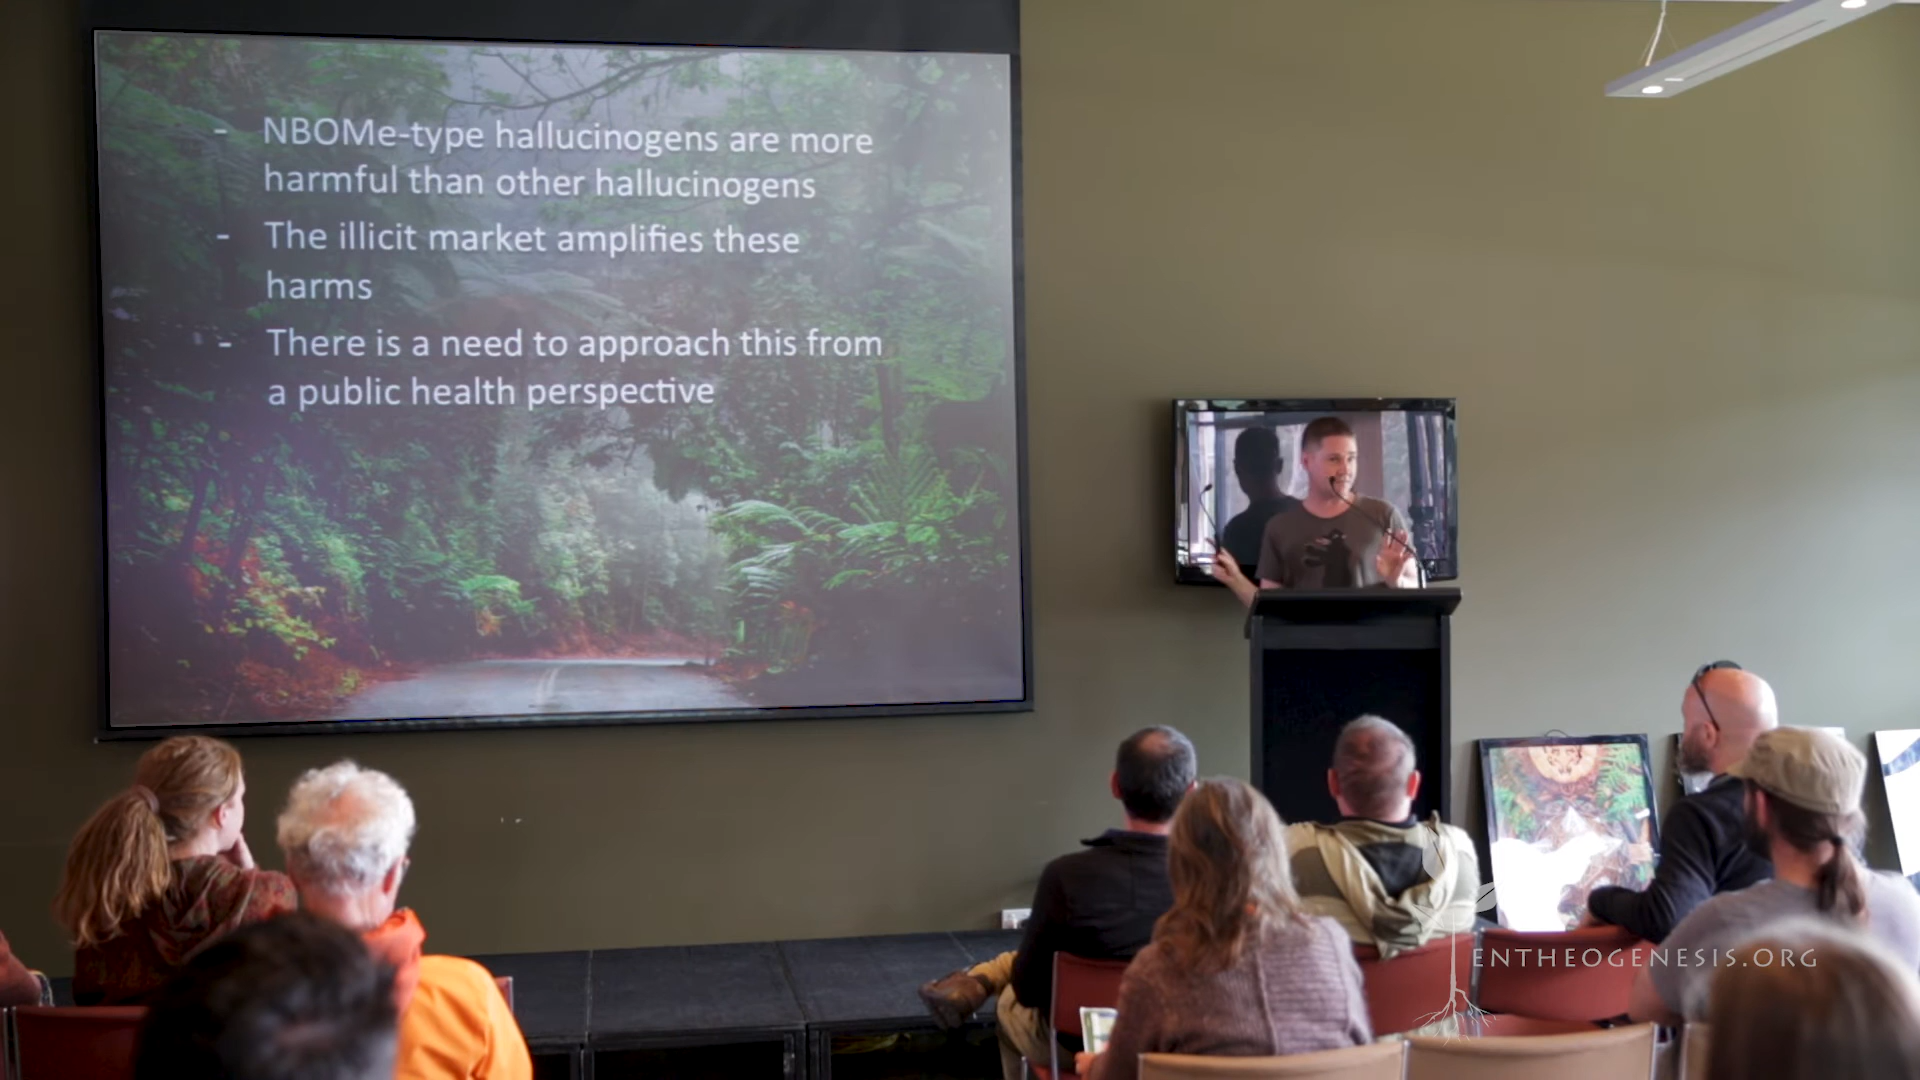 - NBOMe-type hallucinogens are more
harmful than other hallucinogens
- The illicit market amplifies these
harms
- There is a need to approach this from
a public health perspective
ENTHEOGENESIS.ORG